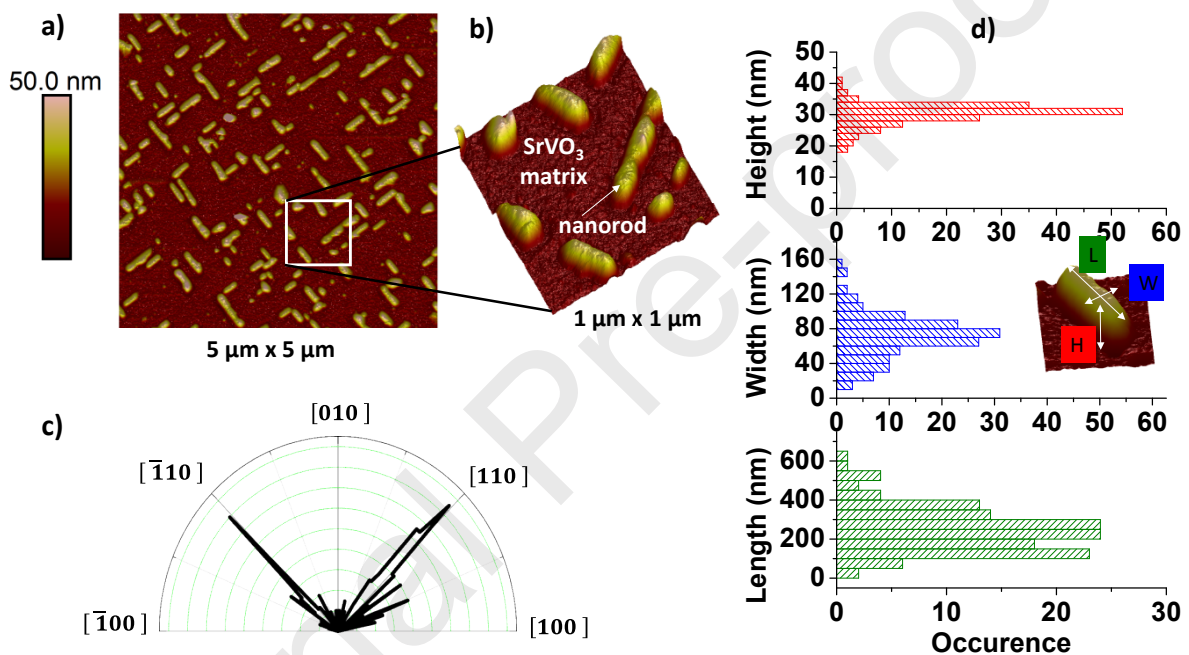 a)
50.0 nm
5 µm x 5 µm
b)
SrVO₃
matrix
nanorod
1 µm x 1 µm
c)
[010]
[1̅10]
[110]
[1̅00]
[100]
d)
Height (nm)
50
40
30
20
10
0
0 10 20 30 40 50 60
Width (nm)
160
120
80
40
0
0 10 20 30 40 50 60
L
W
H
Length (nm)
600
400
200
0
0 10 20 30
Occurence
nal Pre-proo